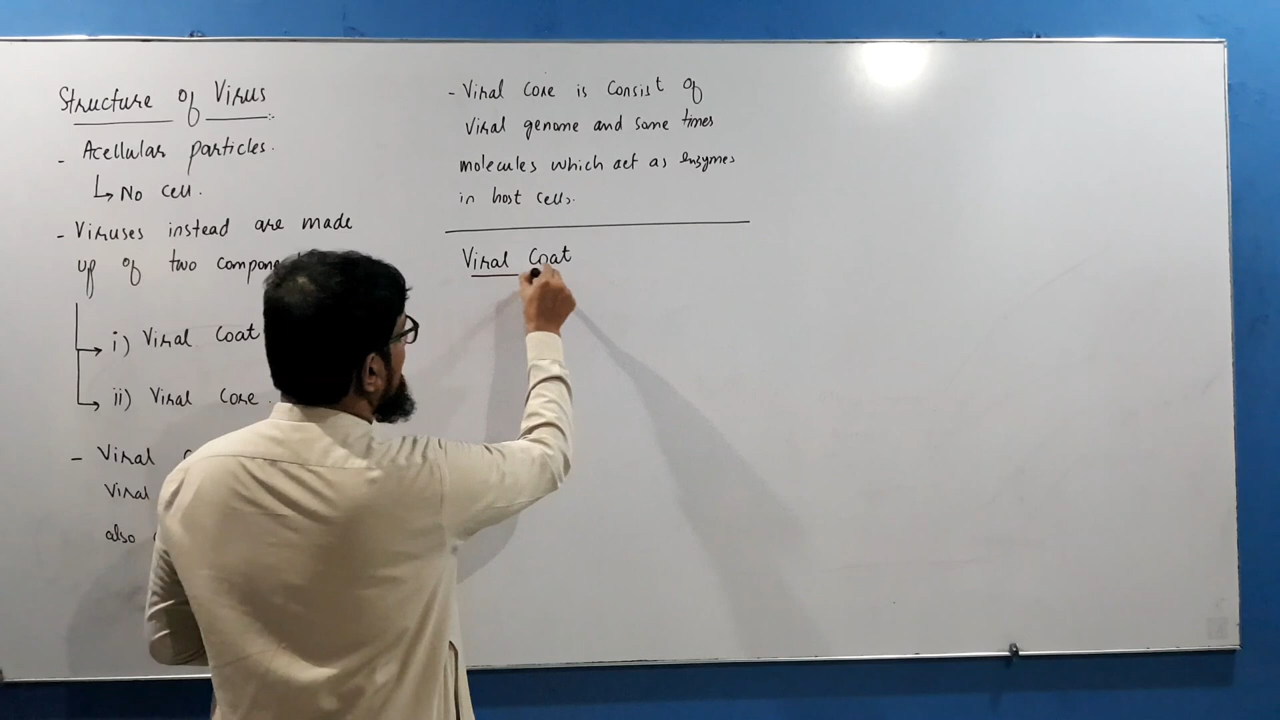 Structure of Virus
- Acellular particles.
↳ No cell.
- Viruses instead are made
up of two
i) Viral Coat
ii) Viral Core.
- Viral
Viral
also
- Viral Core is Consist of
Viral genome and some times
molecules which act as enzymes
in host cells.
Viral Coat